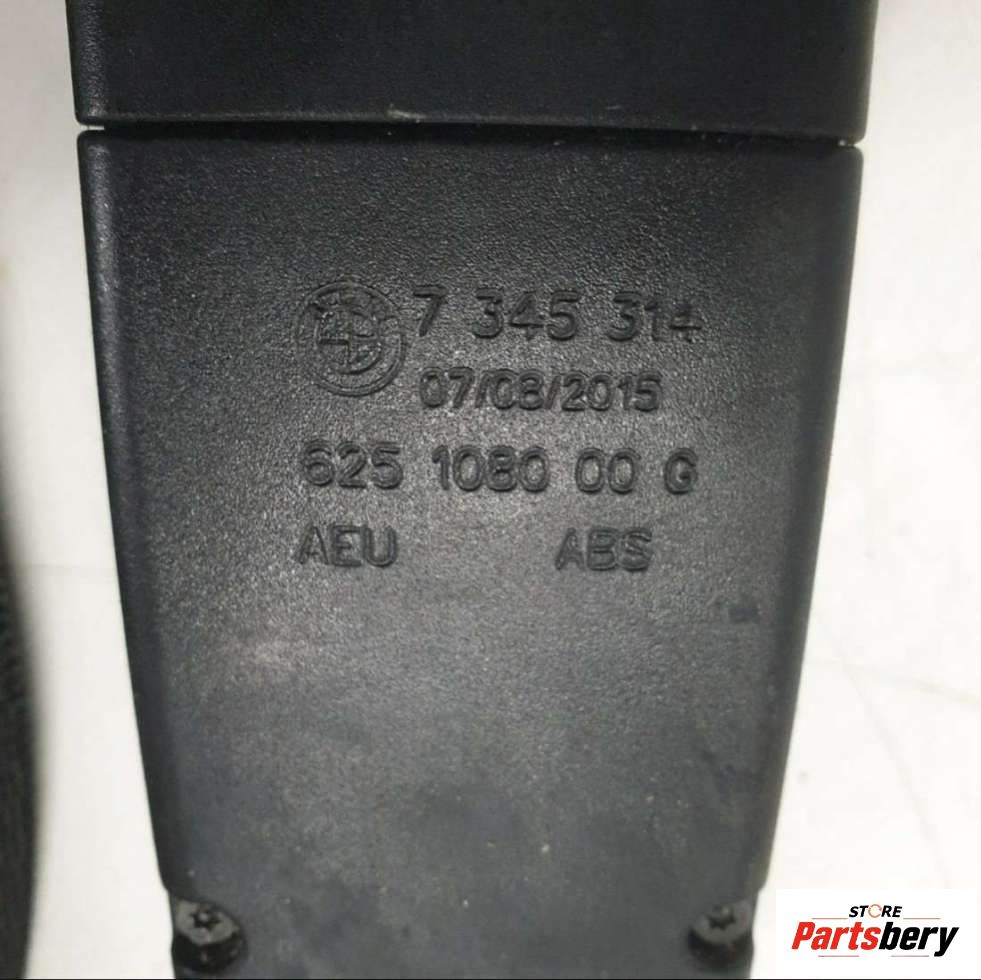 7 345 314
07/08/2015
625 1080 00 G
AEU ABS
STORE
Partsbery